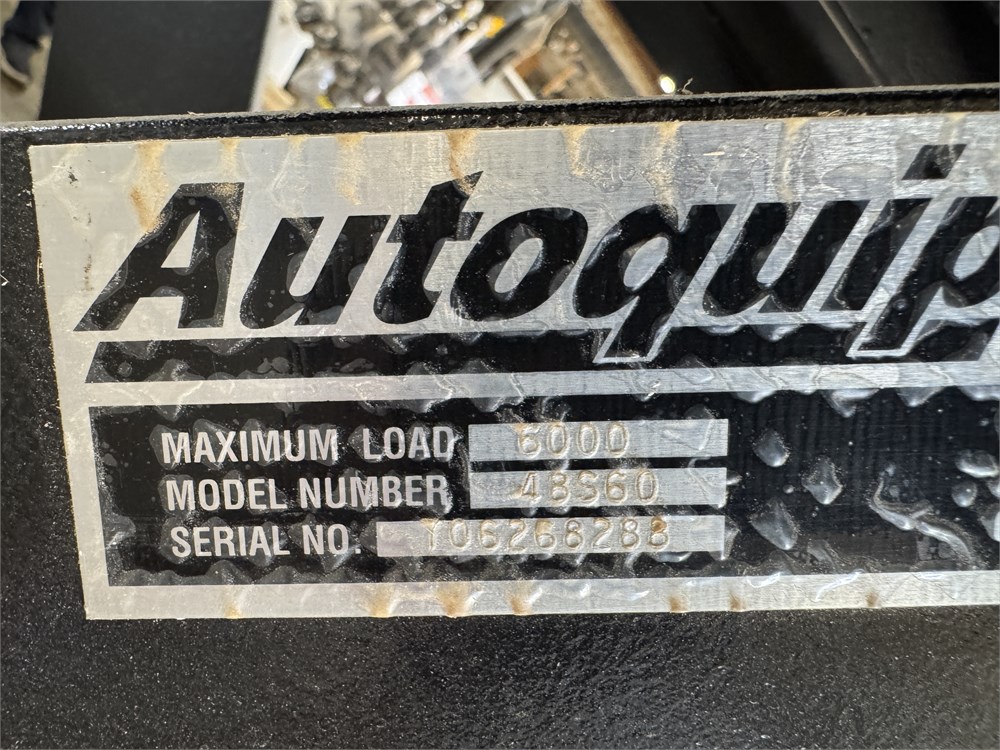 Autoquip
MAXIMUM LOAD 6000
MODEL NUMBER 48S60
SERIAL NO. Y06268288